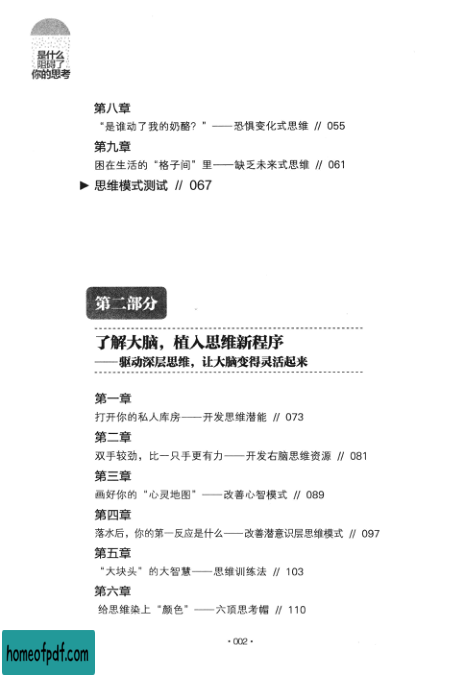 是什么
阻碍了
你的思考
第八章
“是谁动了我的奶酪？”——恐惧变化式思维 // 055
第九章
困在生活的“格子间”里——缺乏未来式思维 // 061
▶ 思维模式测试 // 067
第二部分
了解大脑，植入思维新程序
——驱动深层思维，让大脑变得灵活起来
第一章
打开你的私人库房——开发思维潜能 // 073
第二章
双手较劲，比一只手更有力——开发右脑思维资源 // 081
第三章
画好你的“心灵地图”——改善心智模式 // 089
第四章
落水后，你的第一反应是什么——改善潜意识层思维模式 // 097
第五章
“大块头”的大智慧——思维训练法 // 103
第六章
给思维染上“颜色”——六顶思考帽 // 110
·002·
homeofpdf.com